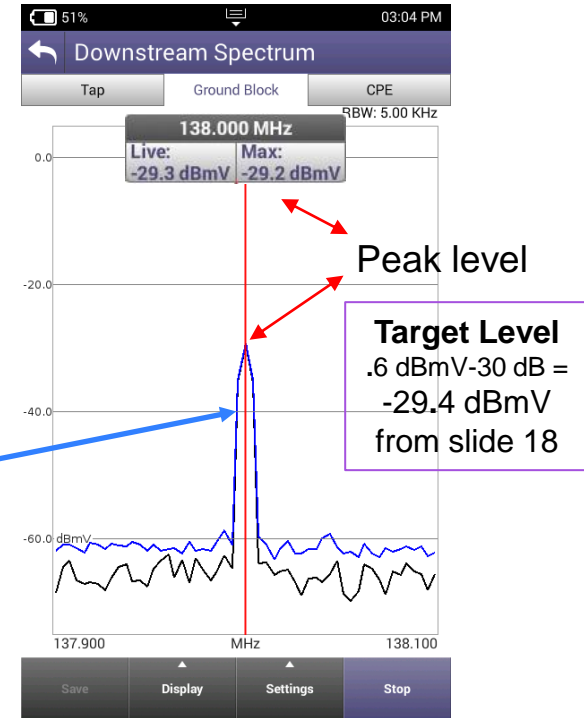 51%
03:04 PM
Downstream Spectrum
Tap
Ground Block
CPE
RBW: 5.00 KHz
138.000 MHz
Live:
Max:
-29.3 dBmV
-29.2 dBmV
0.0
-20.0
-40.0
-60.0 dBmV
Peak level
Target Level
.6 dBmV-30 dB =
-29.4 dBmV
from slide 18
137.900
MHz
138.100
Save
Display
Settings
Stop